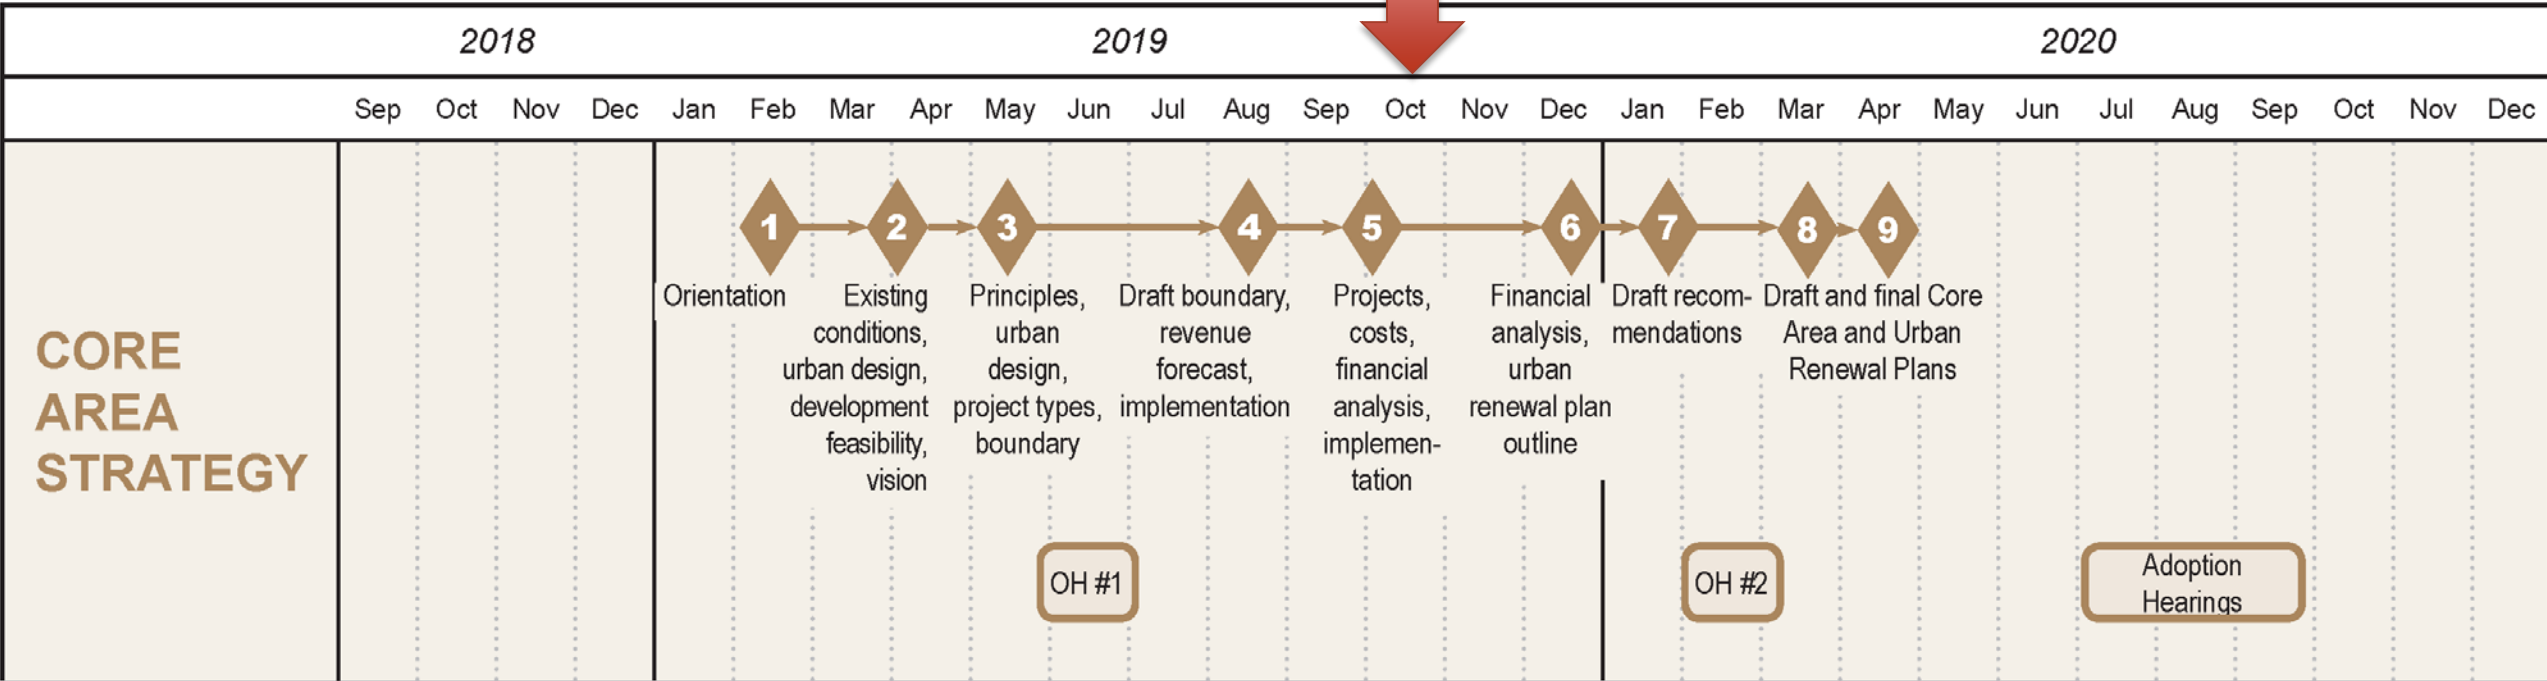 2018 2019 2020
Sep Oct Nov Dec Jan Feb Mar Apr May Jun Jul Aug Sep Oct Nov Dec Jan Feb Mar Apr May Jun Jul Aug Sep Oct Nov Dec
CORE
AREA
STRATEGY
1 2 3 4 5 6 7 8 9
Orientation
Existing
conditions,
urban design,
development
feasibility,
vision
Principles,
urban
design,
project types,
boundary
Draft boundary,
revenue
forecast,
implementation
Projects,
costs,
financial
analysis,
implemen-
tation
Financial
analysis,
urban
renewal plan
outline
Draft recom-
mendations
Draft and final Core
Area and Urban
Renewal Plans
OH #1
OH #2
Adoption
Hearings